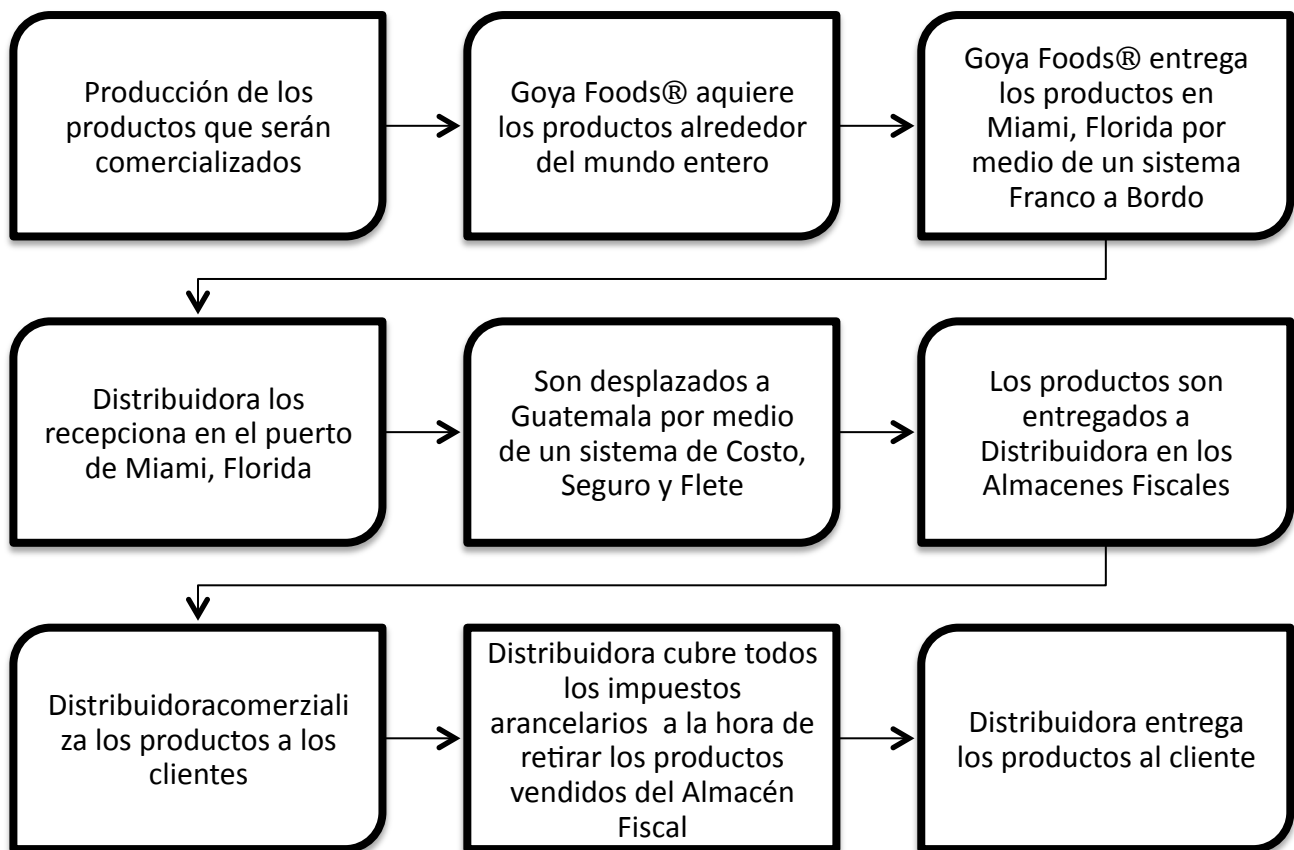 Producción de los
productos que serán
comercializados
Goya Foods® aquiere
los productos alrededor
del mundo entero
Goya Foods® entrega
los productos en
Miami, Florida por
medio de un sistema
Franco a Bordo
Distribuidora los
recepciona en el puerto
de Miami, Florida
Son desplazados a
Guatemala por medio
de un sistema de Costo,
Seguro y Flete
Los productos son
entregados a
Distribuidora en los
Almacenes Fiscales
Distribuidoracomerziali
za los productos a los
clientes
Distribuidora cubre todos
los impuestos
arancelarios  a la hora de
retirar los productos
vendidos del Almacén
Fiscal
Distribuidora entrega
los productos al cliente